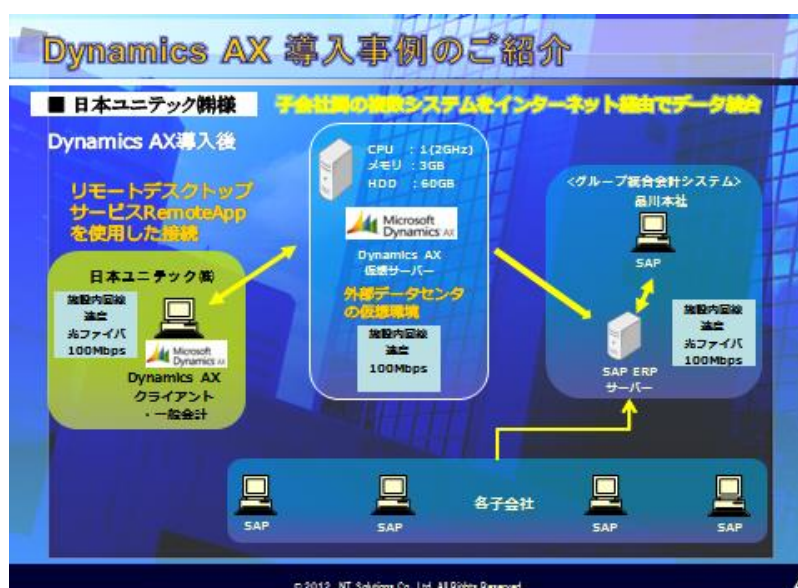 Dynamics AX 導入事例のご紹介
■ 日本ユニテック㈱様
子会社間の複数システムをインターネット経由でデータ統合
Dynamics AX導入後
リモートデスクトップ
サービスRemoteApp
を使用した接続
日本ユニテック㈱
施設内回線
速度
光ファイバ
100Mbps
Microsoft
Dynamics AX
Dynamics AX
クライアント
・一般会計
CPU ：1(2GHz)
メモリ ：3GB
HDD ：60GB
Microsoft
Dynamics AX
Dynamics AX
仮想サーバー
外部データセンタ
の仮想環境
施設内回線
速度
100Mbps
<グループ統合会計システム>
品川本社
SAP
施設内回線
速度
光ファイバ
100Mbps
SAP ERP
サーバー
各子会社
SAP
SAP
SAP
SAP
© 2012 NT Solutions Co. Ltd. All Rights Reserved